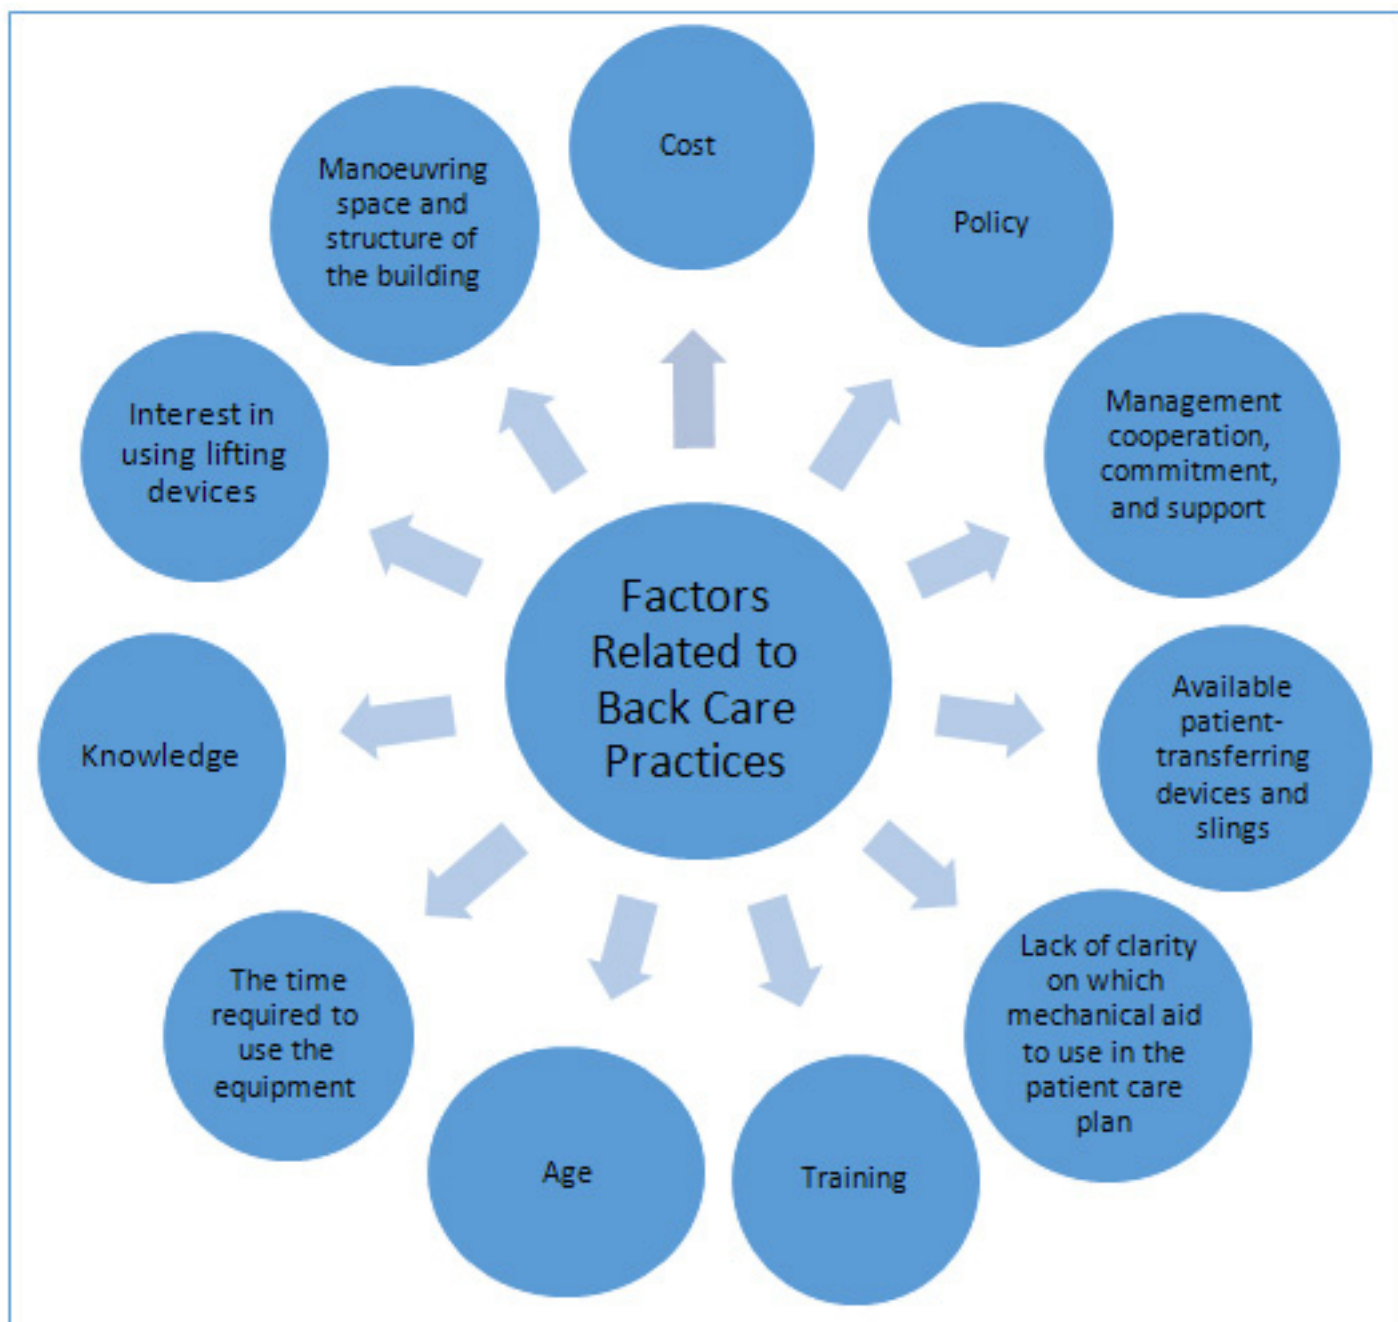 Cost
Policy
Manoeuvring
space and
structure of
the building
Management
cooperation,
commitment,
and support
Interest in
using lifting
devices
Factors
Related to
Back Care
Practices
Available
patient-
transferring
devices and
slings
Knowledge
Lack of clarity
on which
mechanical aid
to use in the
patient care
plan
The time
required to
use the
equipment
Age
Training